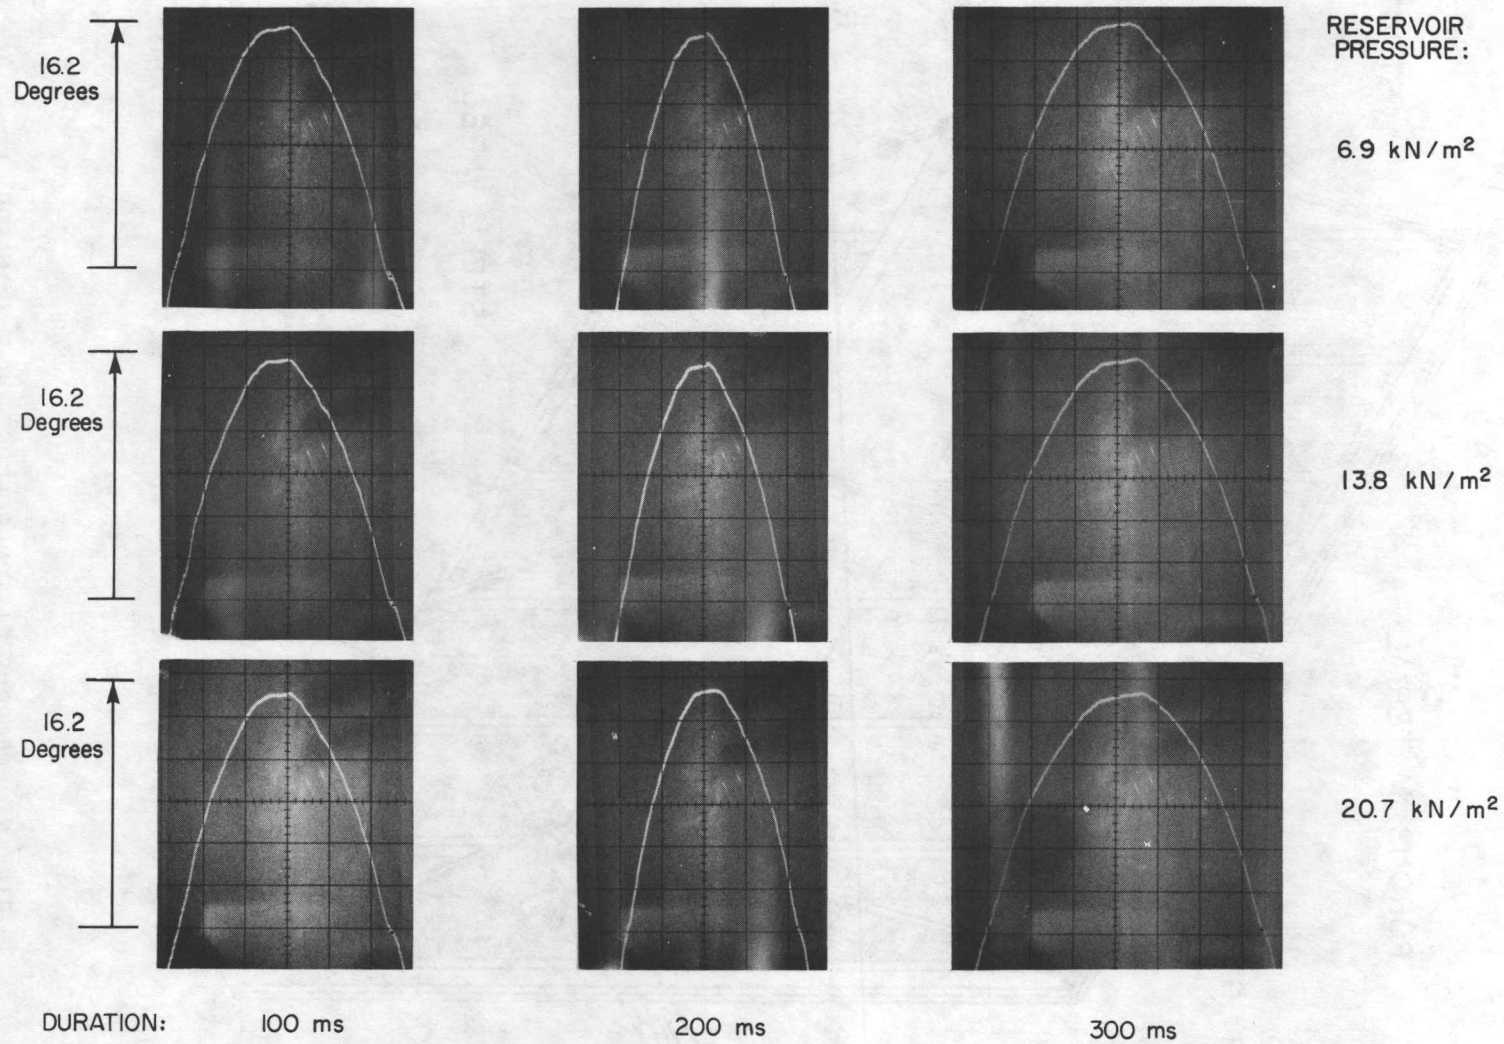 16.2
Degrees
RESERVOIR
PRESSURE:
6.9 kN/m²
16.2
Degrees
13.8 kN/m²
16.2
Degrees
20.7 kN/m²
DURATION: 100 ms 200 ms 300 ms